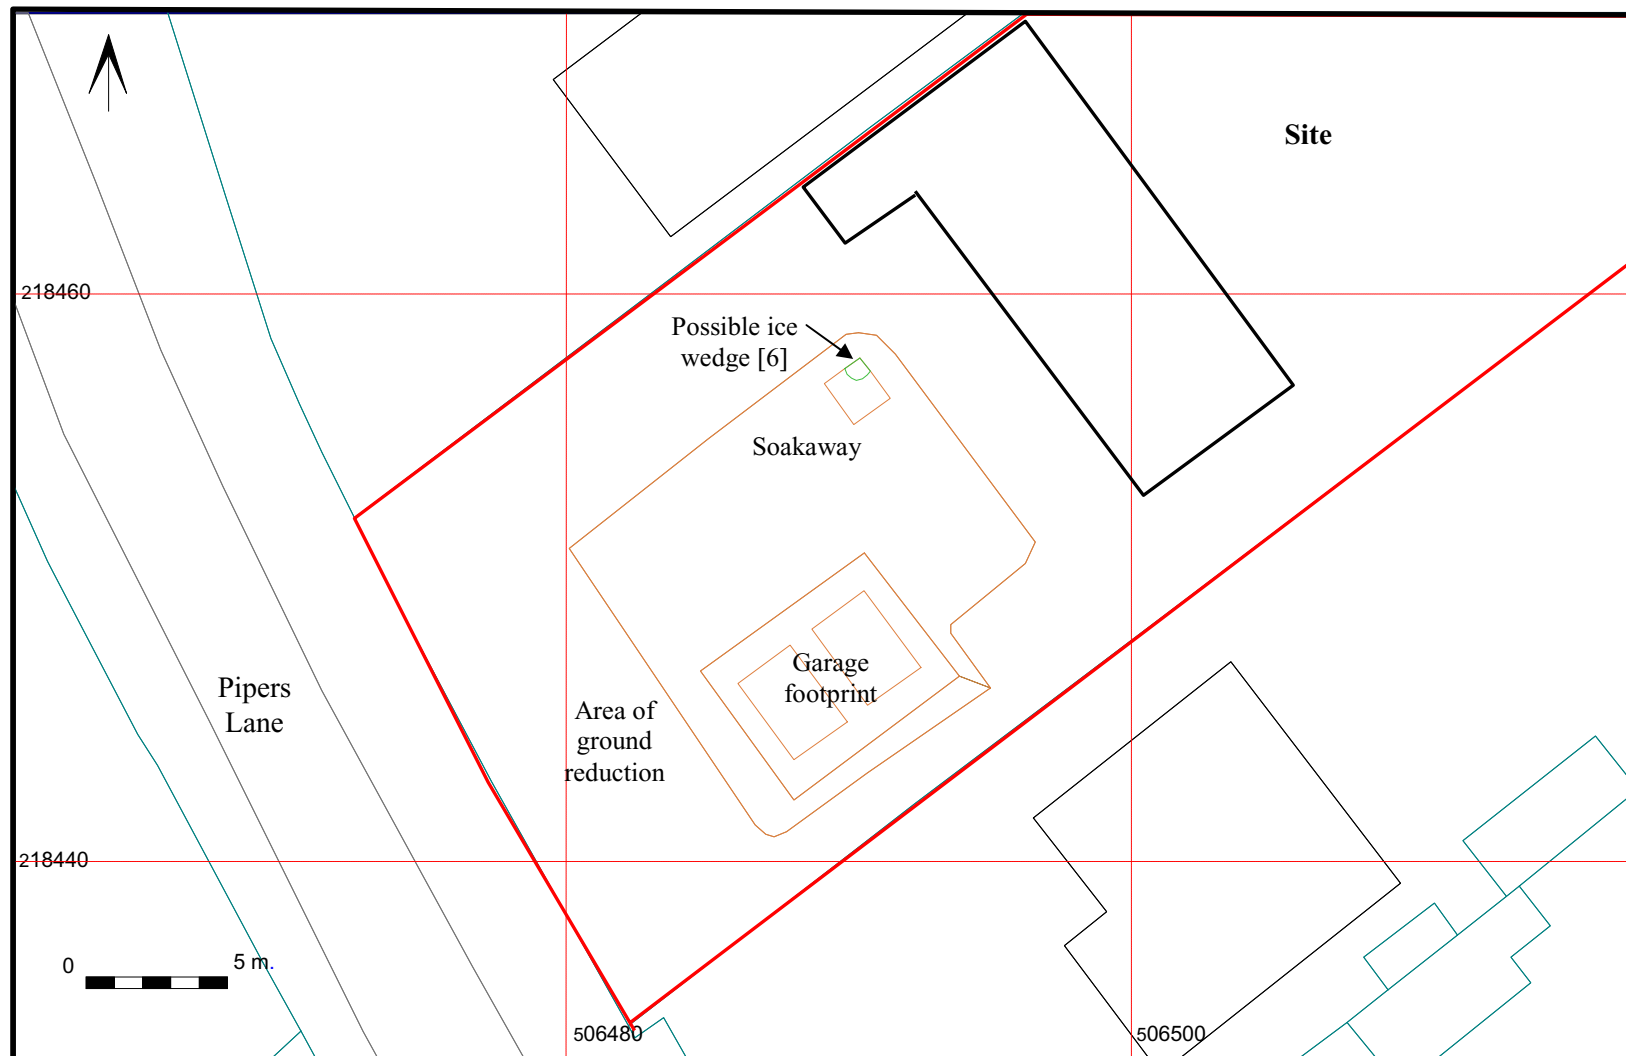 Site
218460
Possible ice
wedge [6]
Soakaway
Garage
footprint
Pipers
Lane
Area of
ground
reduction
218440
0
5 m.
506480
506500